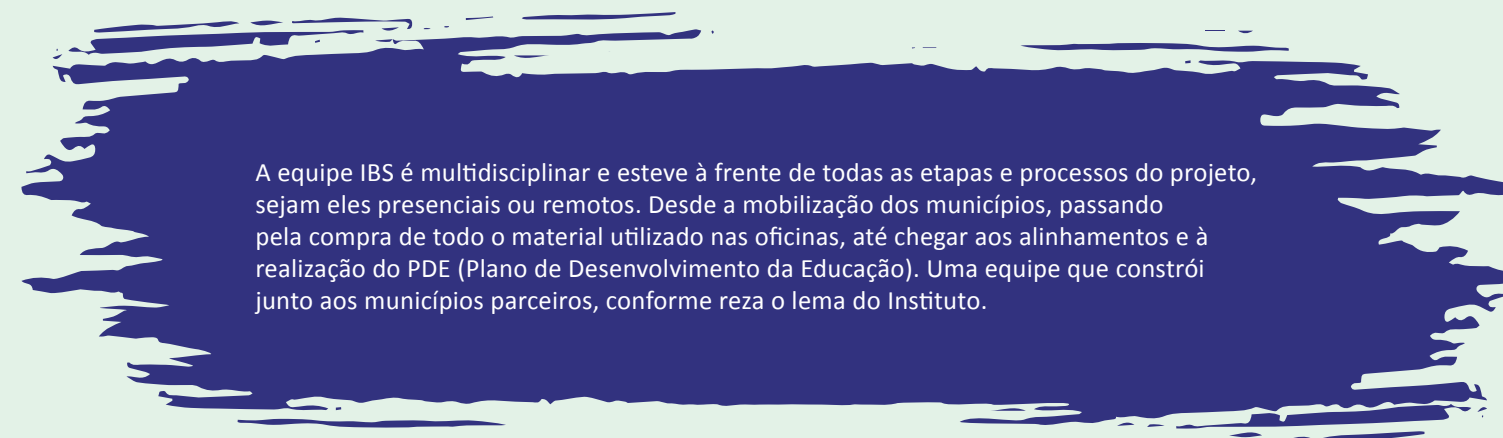 A equipe IBS é multidisciplinar e esteve à frente de todas as etapas e processos do projeto,
sejam eles presenciais ou remotos. Desde a mobilização dos municípios, passando
pela compra de todo o material utilizado nas oficinas, até chegar aos alinhamentos e à
realização do PDE (Plano de Desenvolvimento da Educação). Uma equipe que constrói
junto aos municípios parceiros, conforme reza o lema do Instituto.